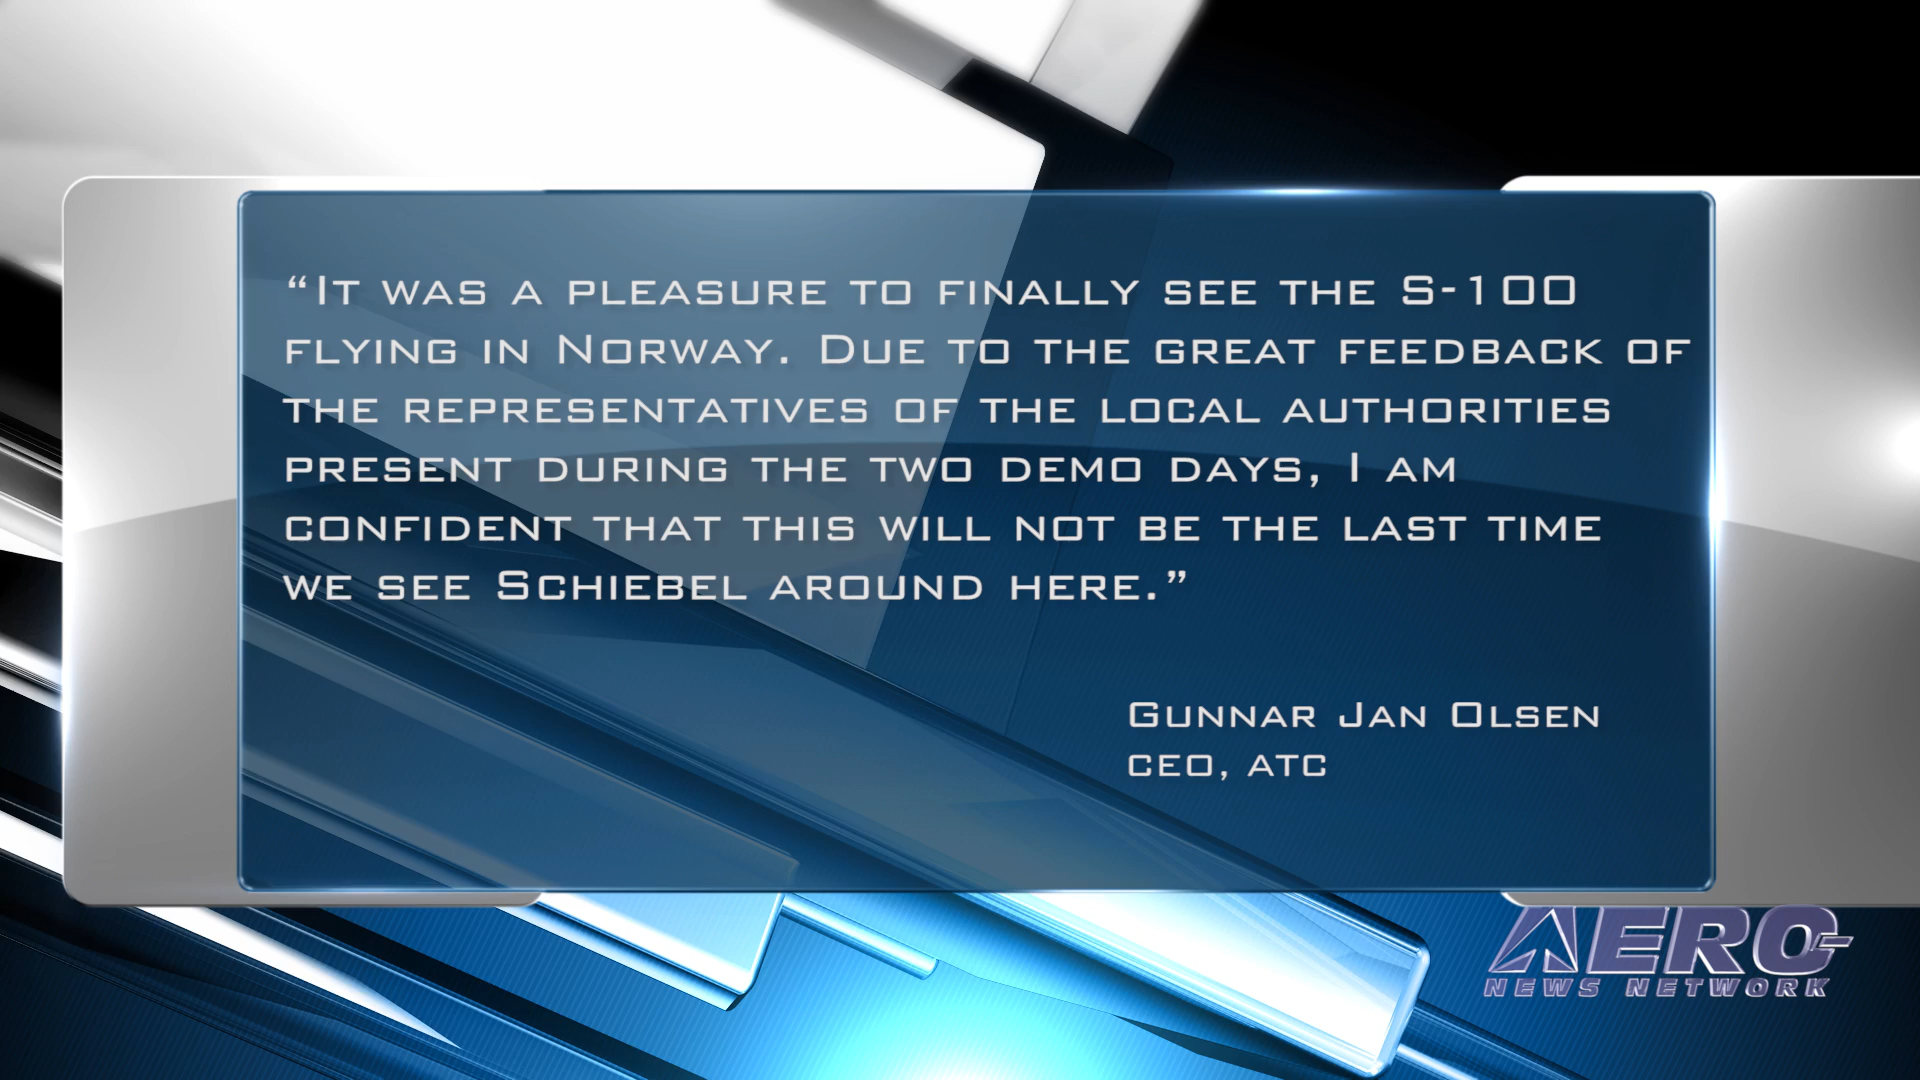 “It was a pleasure to finally see the S-100
flying in Norway. Due to the great feedback of
the representatives of the local authorities
present during the two demo days, I am
confident that this will not be the last time
we see Schiebel around here.”
Gunnar Jan Olsen
CEO, ATC
AERO-
NEWS NETWORK